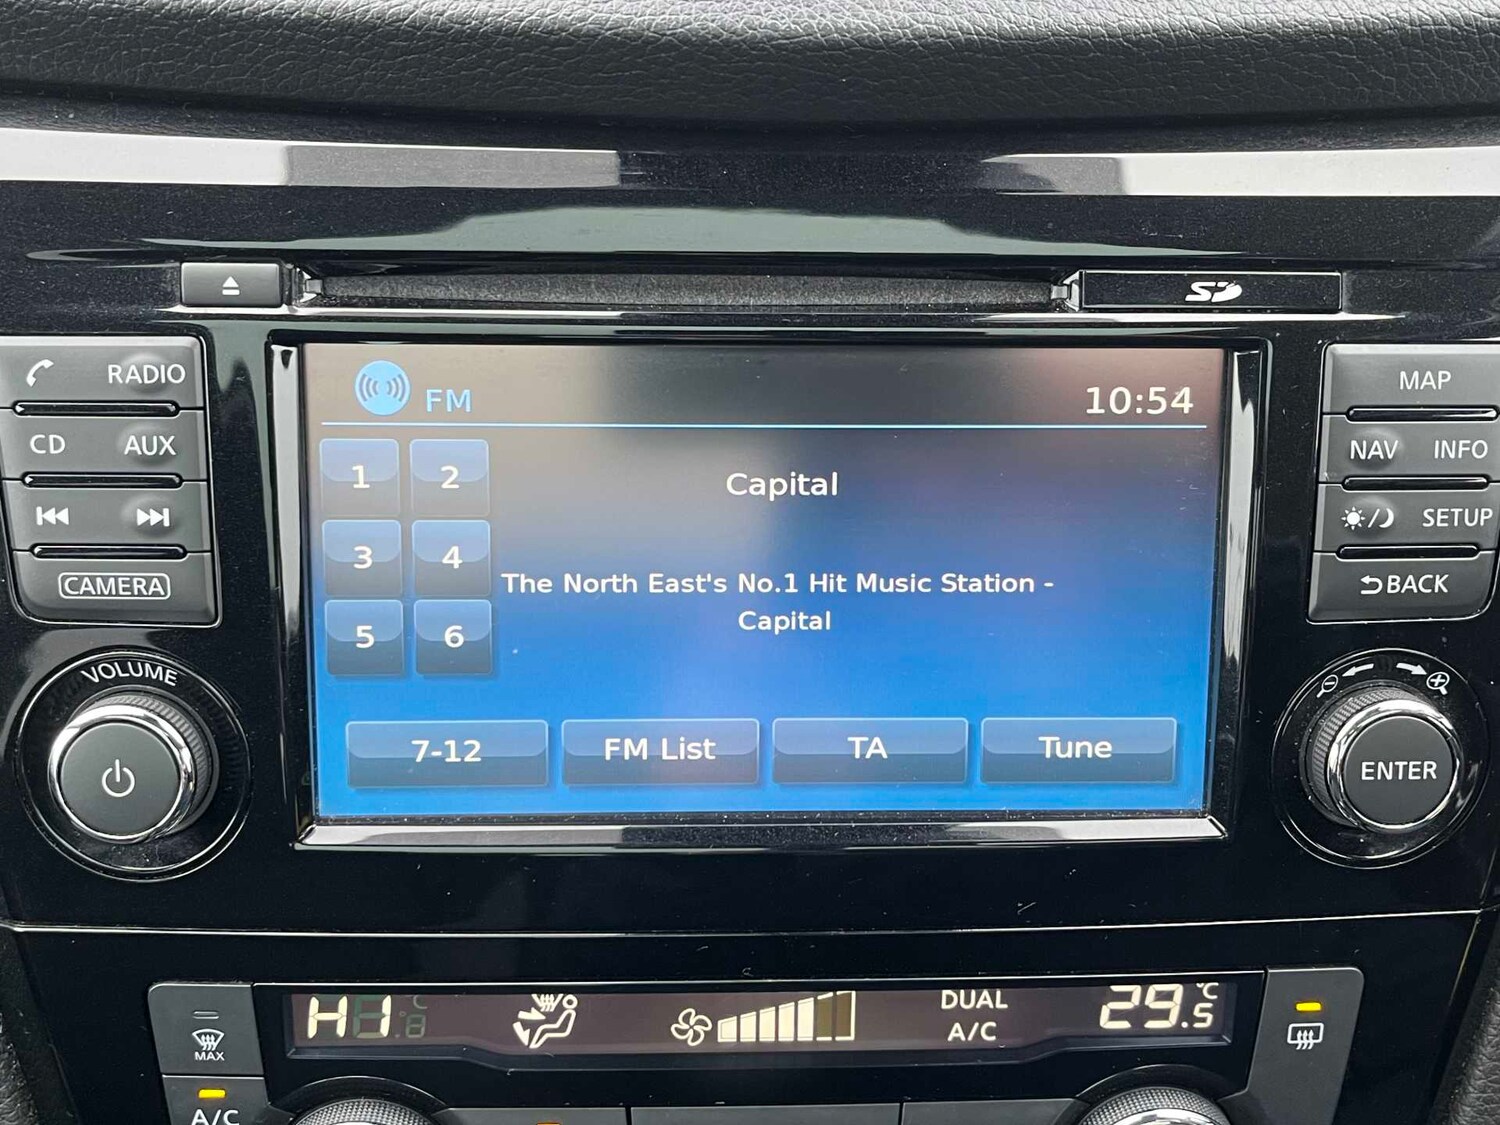 SD
RADIO
CD AUX
CAMERA
VOLUME
FM
10:54
1 2
3 4
5 6
Capital
The North East's No.1 Hit Music Station -
Capital
7-12 FM List TA Tune
MAP
NAV INFO
SETUP
BACK
ENTER
MAX
A/C
HI
DUAL
A/C
29.5 °C